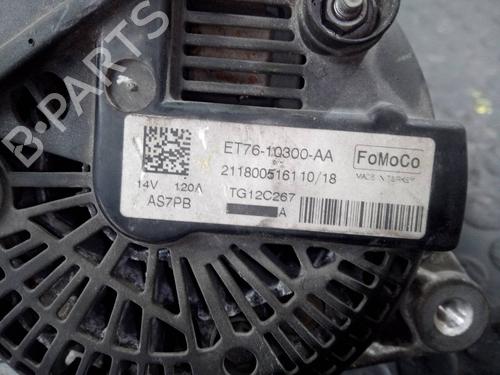 B-PARTS
ET76-10300-AA
FoMoCo
211800516110/18
MADE IN TURKEY
14V 120A
TG12C267
AS7PB
A